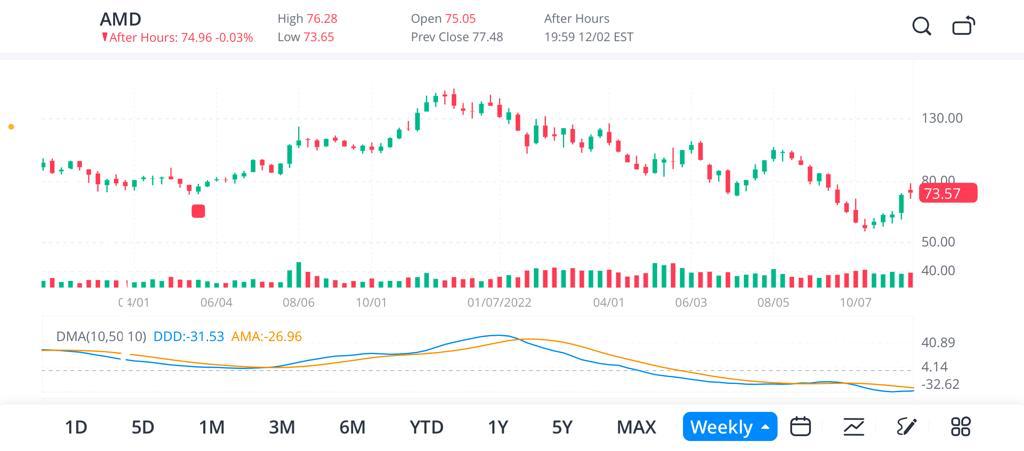 AMD
High 76.28
Open 75.05
After Hours
After Hours: 74.96 -0.03%
Low 73.65
Prev Close 77.48
19:59 12/02 EST
130.00
80.00
73.57
50.00
40.00
/01
06/04
08/06
10/01
01/07/2022
04/01
06/03
08/05
10/07
DMA(10,50 10) DDD:-31.53 AMA:-26.96
40.89
4.14
-32.62
1D 5D 1M 3M 6M YTD 1Y 5Y MAX Weekly